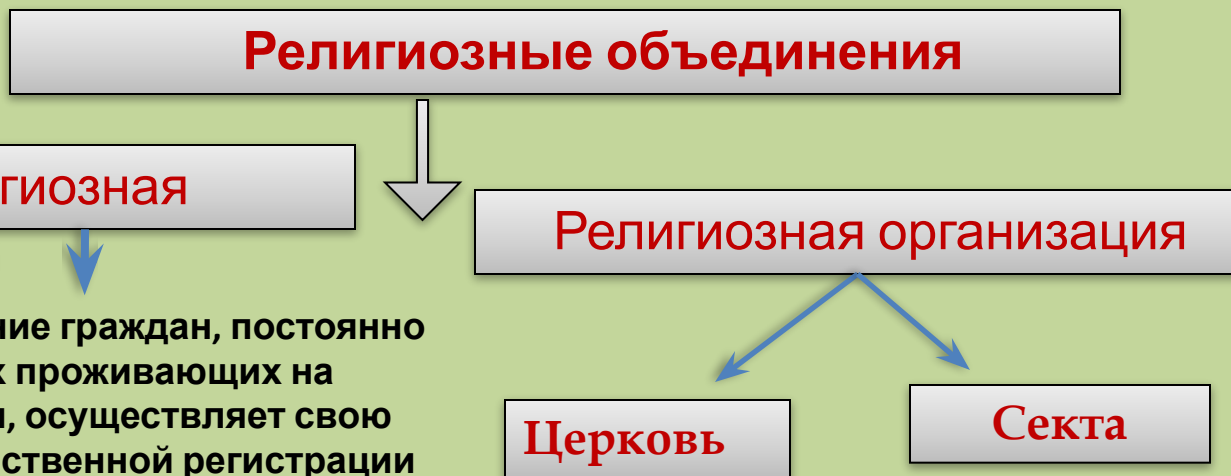 Религиозные объединения
гиозная
Религиозная организация
ние граждан, постоянно
к проживающих на
, осуществляет свою
ственной регистрации
Церковь
Секта